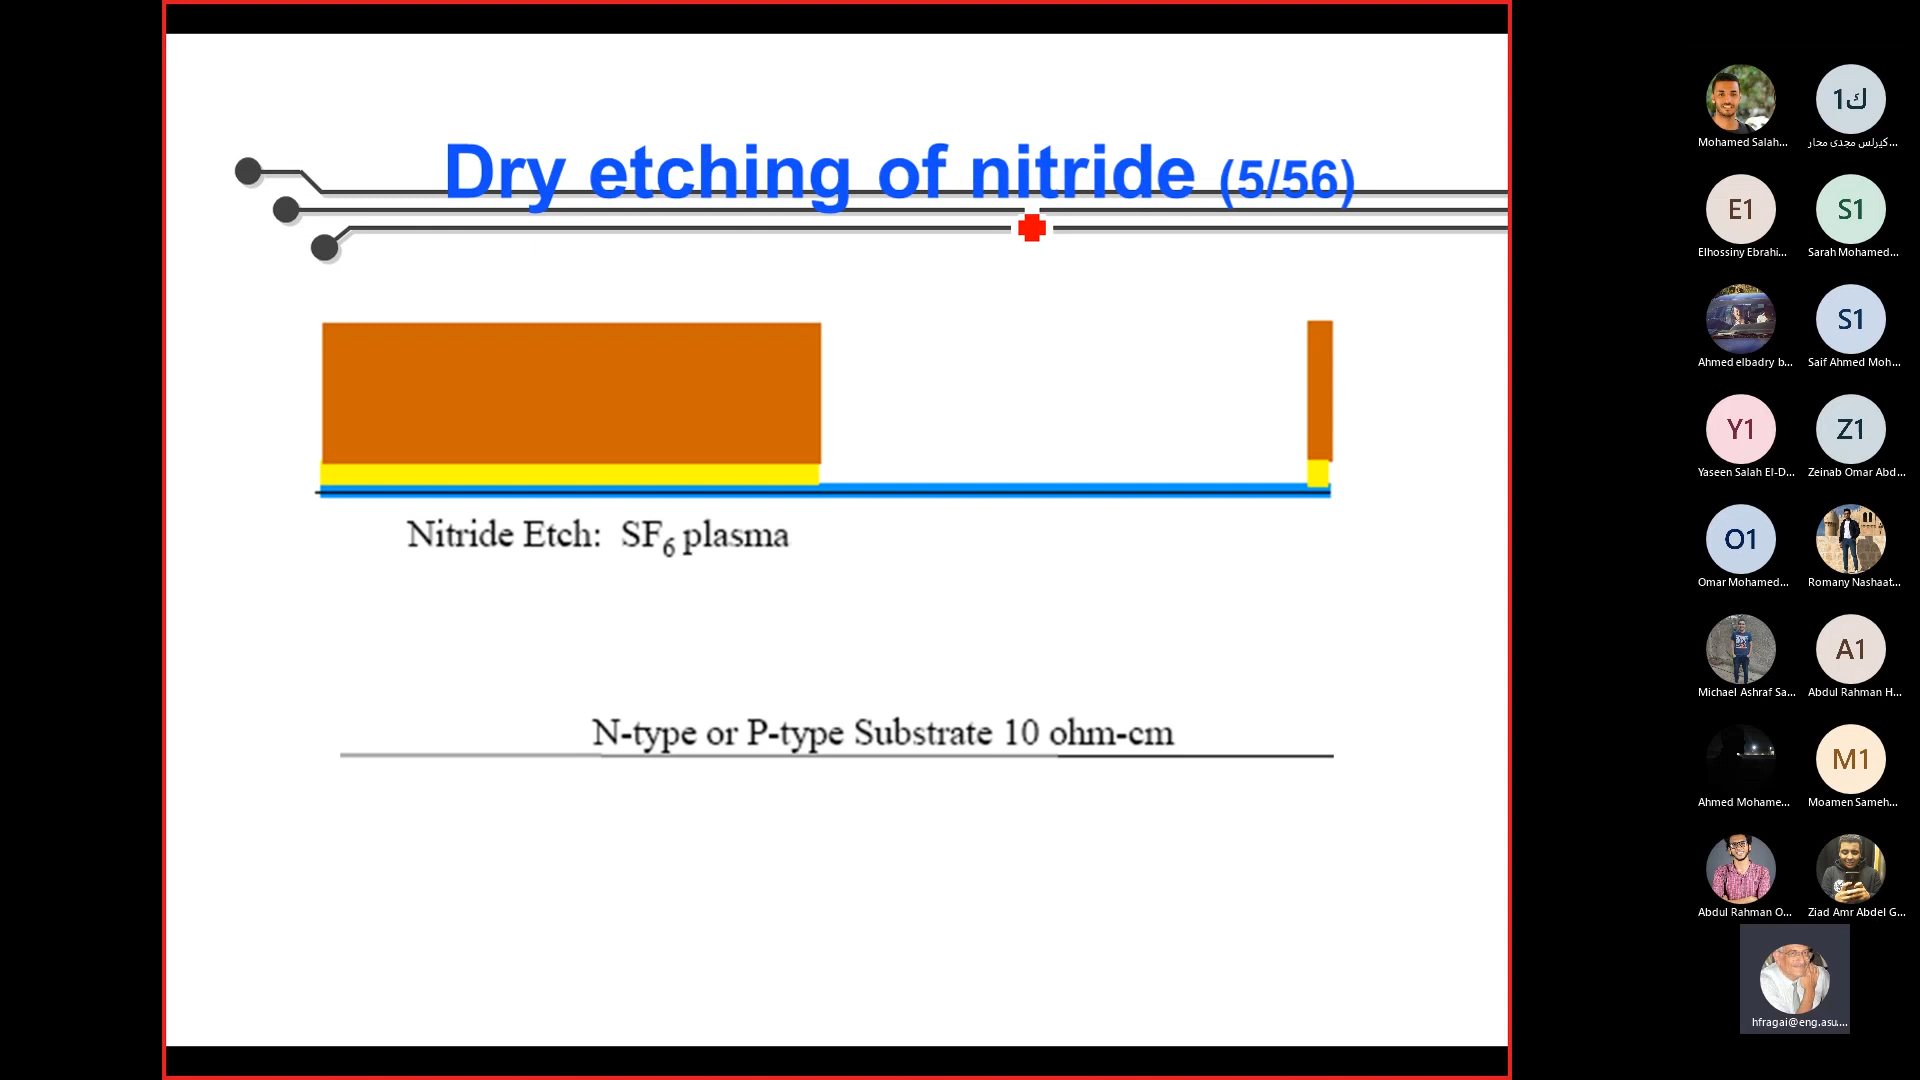 Dry etching of nitride (5/56)
Nitride Etch: SF6 plasma
N-type or P-type Substrate 10 ohm-cm
Mohamed Salah...
1ك
كيرلس مجدى محار...
E1
Elhossiny Ebrahi...
S1
Sarah Mohamed...
Ahmed elbadry b...
S1
Saif Ahmed Moh...
Y1
Yaseen Salah El-D...
Z1
Zeinab Omar Abd...
O1
Omar Mohamed...
Romany Nashaat...
Michael Ashraf Sa...
A1
Abdul Rahman H...
Ahmed Mohame...
M1
Moamen Sameh...
Abdul Rahman O...
Ziad Amr Abdel G...
hfragai@eng.asu....